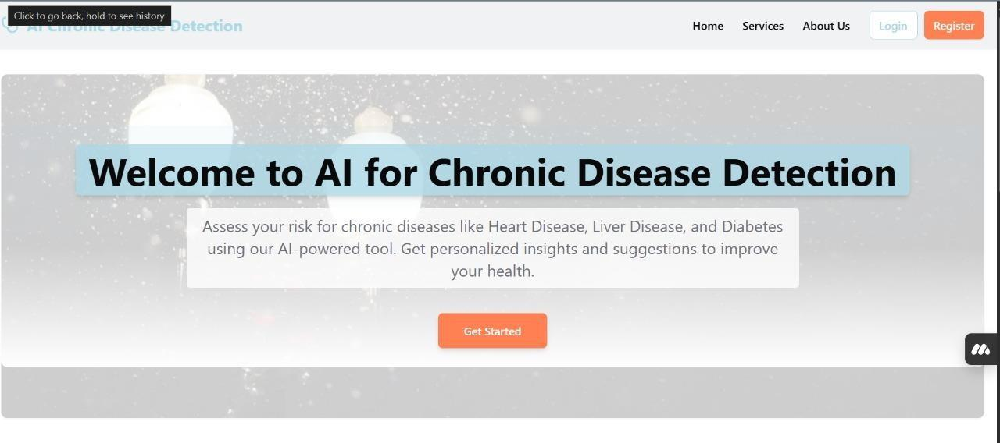 Click to go back, hold to see history
AI Chronic Disease Detection
Home
Services
About Us
Login
Register
Welcome to AI for Chronic Disease Detection
Assess your risk for chronic diseases like Heart Disease, Liver Disease, and Diabetes
using our AI-powered tool. Get personalized insights and suggestions to improve
your health.
Get Started